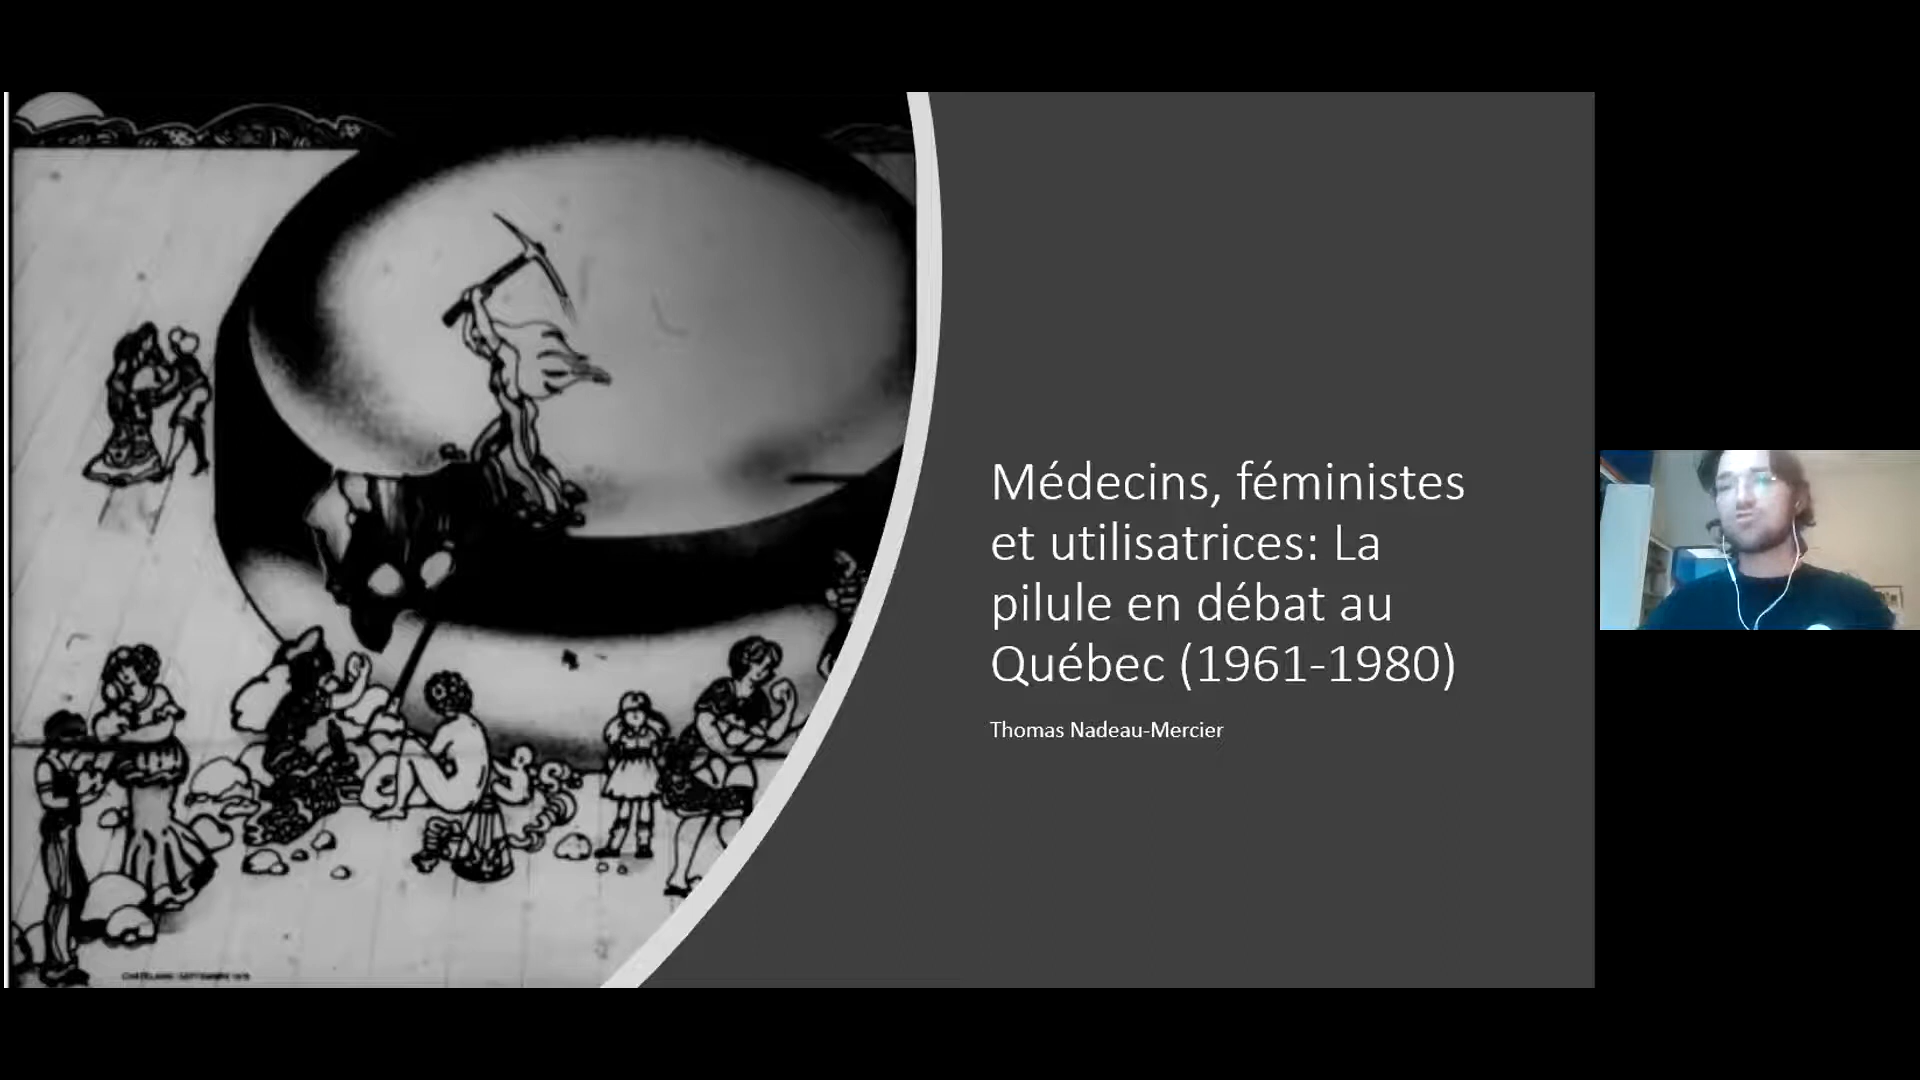 Médecins, féministes
et utilisatrices: La
pilule en débat au
Québec (1961-1980)
Thomas Nadeau-Mercier